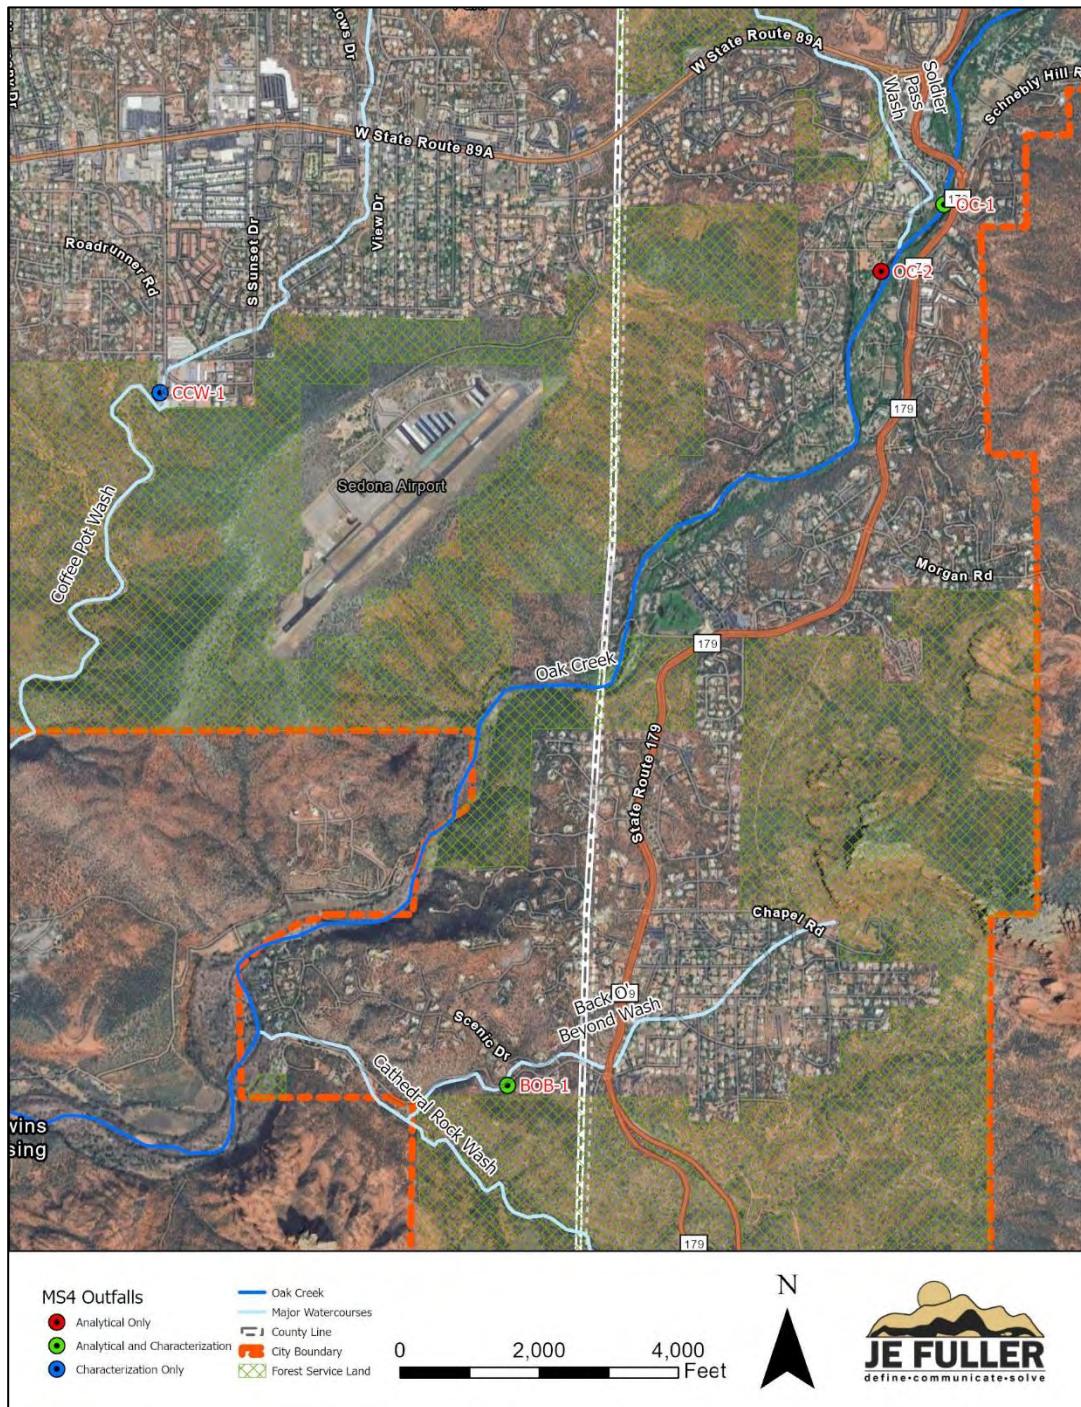 W State Route 89A
Soldier
Pass
Wash
Schnebly Hill R
ows Dr
W State Route 89A
View Dr
Roadrunner Rd
S Sunset Dr
OC-1
OC-2
CCW-1
179
Sedona Airport
Coffee Pot Wash
Morgan Rd
179
Oak Creek
State Route 179
Chapel Rd
Back O'
Beyond Wash
Scenic Dr
BOB-1
Cathedral Rock Wash
wins
sing
179
MS4 Outfalls
Analytical Only
Analytical and Characterization
Characterization Only
Oak Creek
Major Watercourses
County Line
City Boundary
Forest Service Land
0 2,000 4,000
Feet
N
JE FULLER
define•communicate•solve